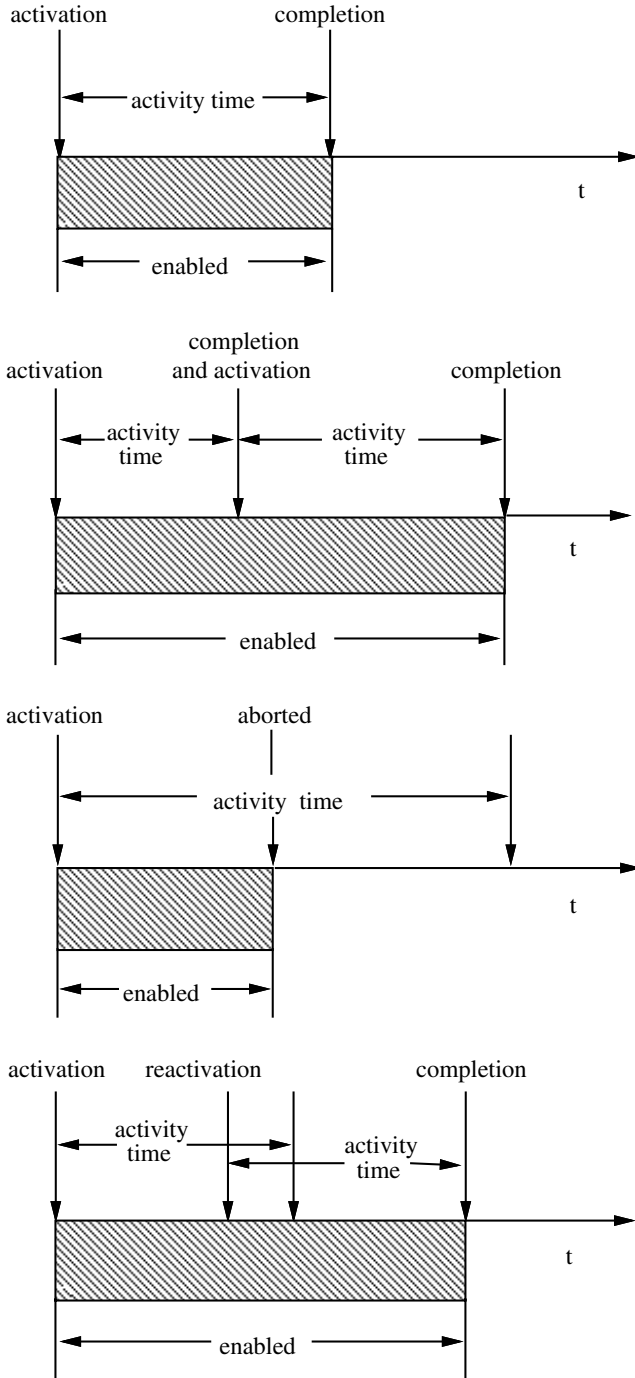 activation completion
activity time
t
enabled
completion
activation and activation completion
activity activity
time time
t
enabled
activation aborted
activity time
t
enabled
activation reactivation completion
activity activity
time time
t
enabled